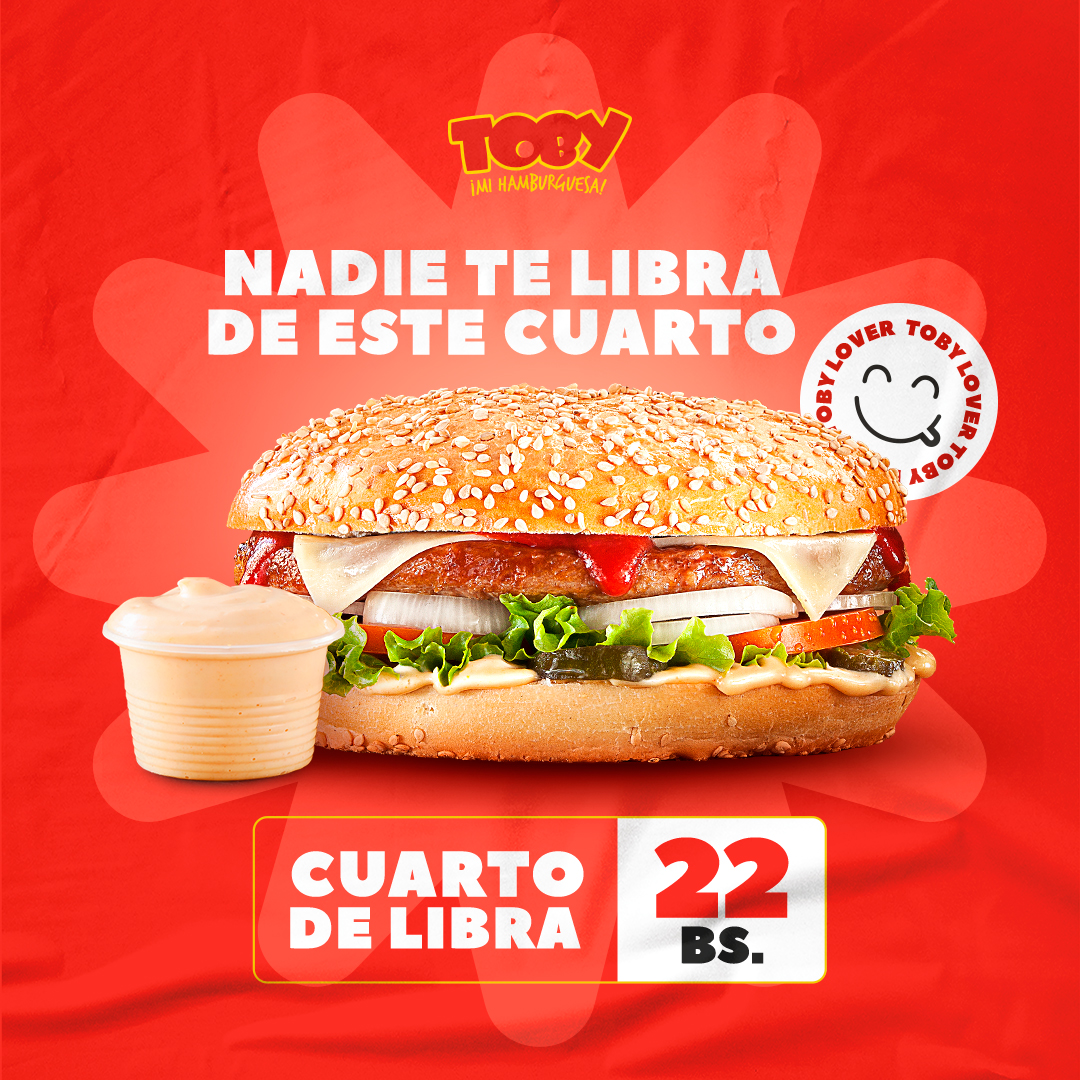 TOBY
¡MI HAMBURGUESA!
NADIE TE LIBRA
DE ESTE CUARTO
TOBY LOVER TOBY LOVER TOBY
CUARTO
DE LIBRA
22
BS.